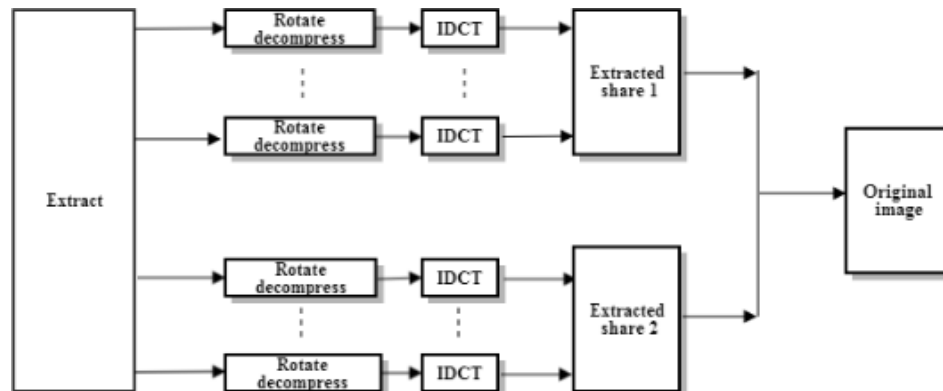 Rotate
decompress
IDCT
Extracted
share 1
Rotate
decompress
IDCT
Extract
Original
image
Rotate
decompress
IDCT
Extracted
share 2
Rotate
decompress
IDCT